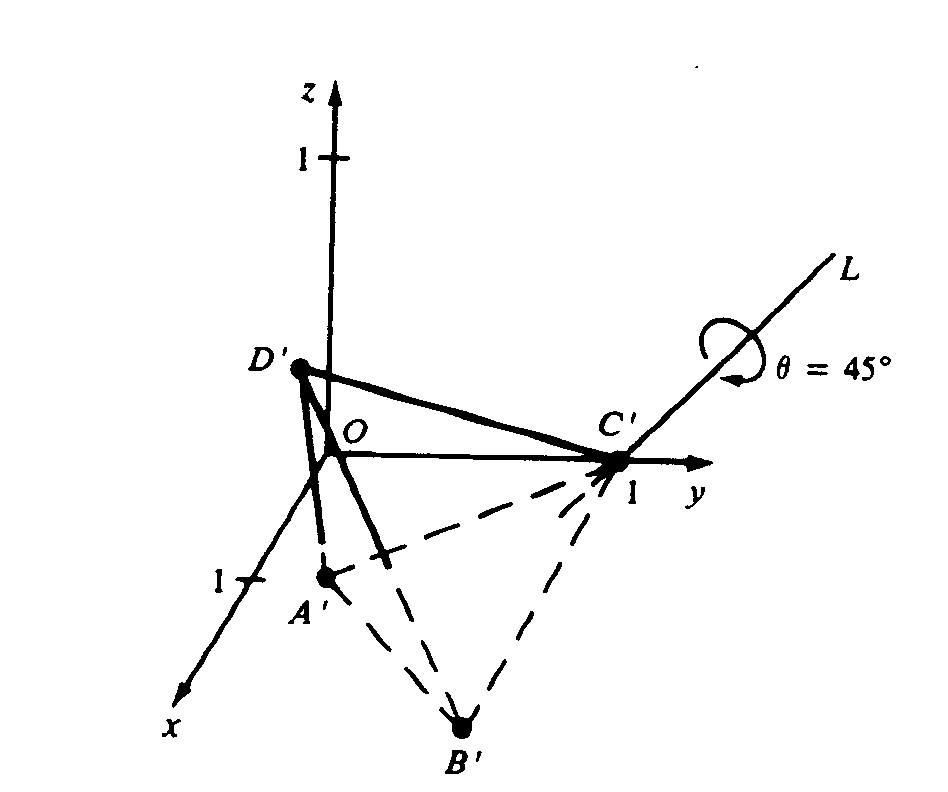 z
1
L
D'
θ = 45°
C'
O
1
y
1
A'
x
B'